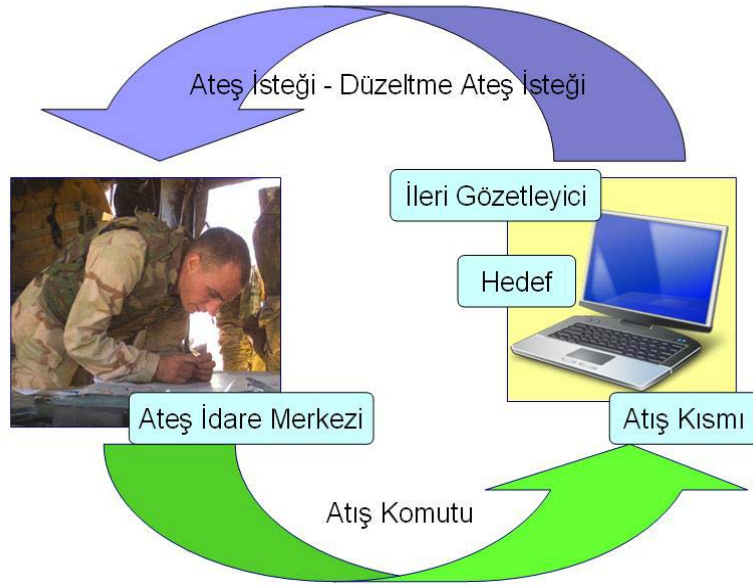 Ateş İsteği - Düzeltme Ateş İsteği
İleri Gözetleyici
Hedef
Ateş İdare Merkezi
Atış Kısmı
Atış Komutu